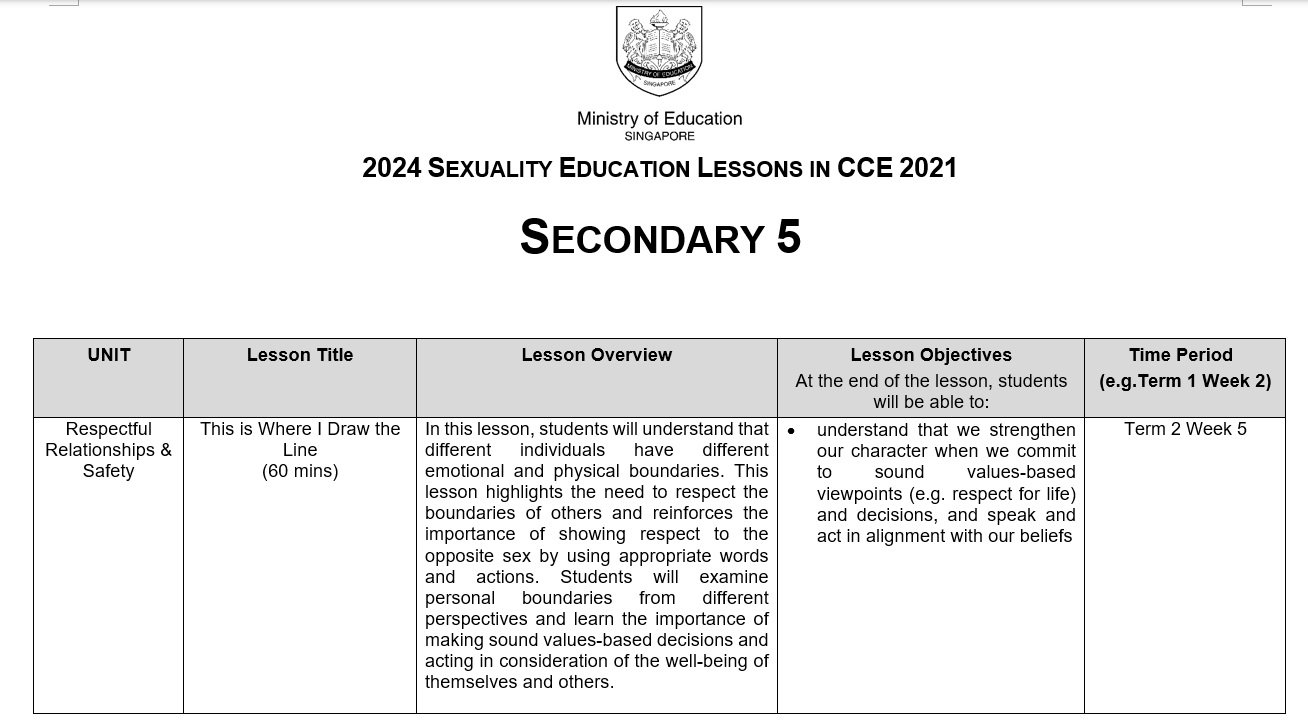 MINISTRY OF EDUCATION
SINGAPORE
Ministry of Education
SINGAPORE
2024 SEXUALITY EDUCATION LESSONS IN CCE 2021
SECONDARY 5
UNIT
Lesson Title
Lesson Overview
Lesson Objectives
At the end of the lesson, students
will be able to:
Time Period
(e.g.Term 1 Week 2)
Respectful
Relationships &
Safety
This is Where I Draw the
Line
(60 mins)
In this lesson, students will understand that
different individuals have different
emotional and physical boundaries. This
lesson highlights the need to respect the
boundaries of others and reinforces the
importance of showing respect to the
opposite sex by using appropriate words
and actions. Students will examine
personal boundaries from different
perspectives and learn the importance of
making sound values-based decisions and
acting in consideration of the well-being of
themselves and others.
• understand that we strengthen
our character when we commit
to sound values-based
viewpoints (e.g. respect for life)
and decisions, and speak and
act in alignment with our beliefs
Term 2 Week 5